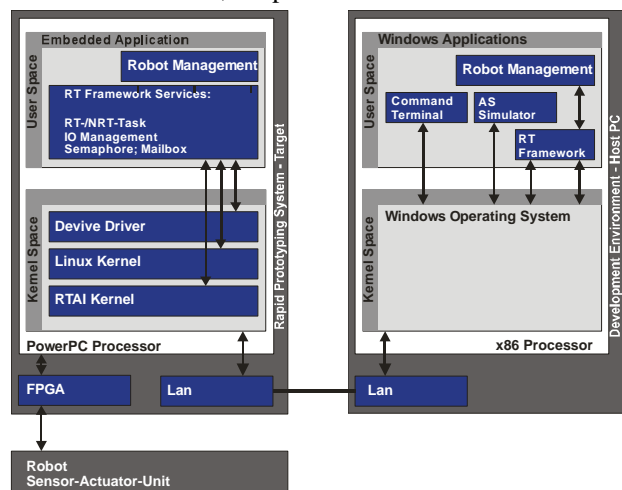 Embedded Application
User Space
Robot Management
RT Framework Services:
RT-/NRT-Task
IO Management
Semaphore; Mailbox
Kernel Space
Devive Driver
Linux Kernel
RTAI Kernel
PowerPC Processor
Rapid Prototyping System - Target
FPGA
Lan
Robot
Sensor-Actuator-Unit
Windows Applications
User Space
Robot Management
Command
Terminal
AS
Simulator
RT
Framework
Kernel Space
Windows Operating System
x86 Processor
Development Environment - Host PC
Lan